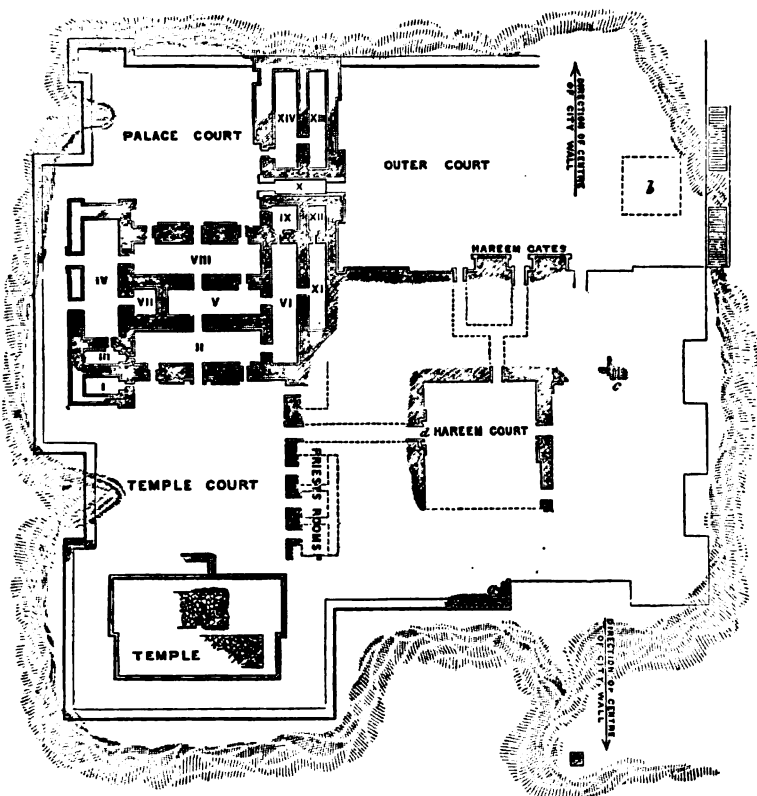 XIV
XIII
PALACE COURT
DIRECTION OF CENTRE
OF CITY WALL
OUTER COURT
X
b
IX
XII
HAREEM GATES
VIII
IV
VII
V
VI
XI
II
III
I
c
d HAREEM COURT
PRIESTS ROOMS
TEMPLE COURT
TEMPLE
DIRECTION OF CENTRE
OF CITY WALL